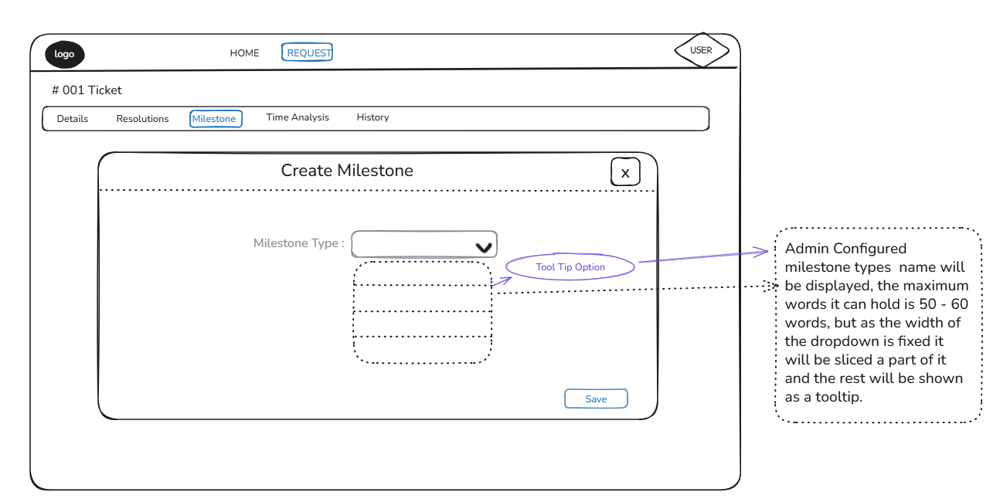 logo
HOME
REQUEST
USER
# 001 Ticket
Details
Resolutions
Milestone
Time Analysis
History
Create Milestone
x
Milestone Type :
Tool Tip Option
Save
Admin Configured
milestone types  name will
be displayed, the maximum
words it can hold is 50 - 60
words, but as the width of
the dropdown is fixed it
will be sliced a part of it
and the rest will be shown
as a tooltip.